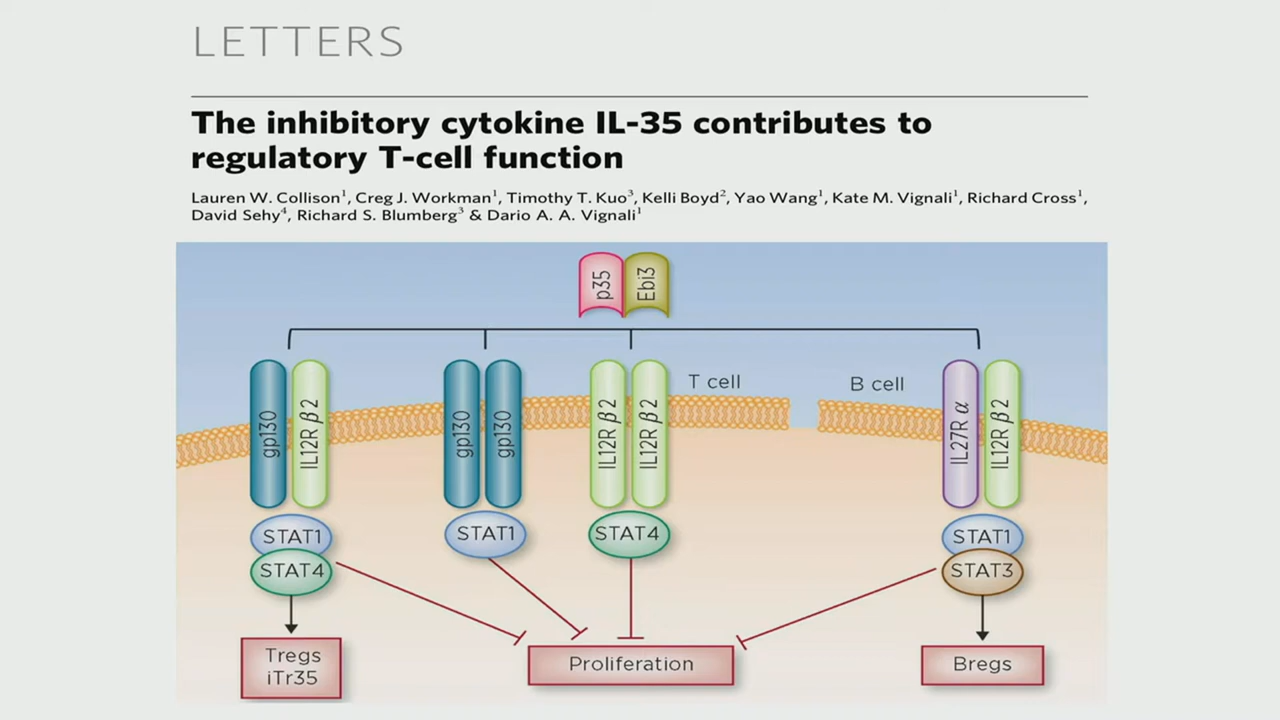 LETTERS
The inhibitory cytokine IL-35 contributes to
regulatory T-cell function
Lauren W. Collison¹, Creg J. Workman¹, Timothy T. Kuo³, Kelli Boyd², Yao Wang¹, Kate M. Vignali¹, Richard Cross¹,
David Sehy⁴, Richard S. Blumberg³ & Dario A. A. Vignali¹
p35
Ebi3
T cell
B cell
gp130
IL12R β2
gp130
gp130
IL12R β2
IL12R β2
IL27R α
IL12R β2
STAT1
STAT4
STAT1
STAT4
STAT1
STAT3
Tregs
iTr35
Proliferation
Bregs